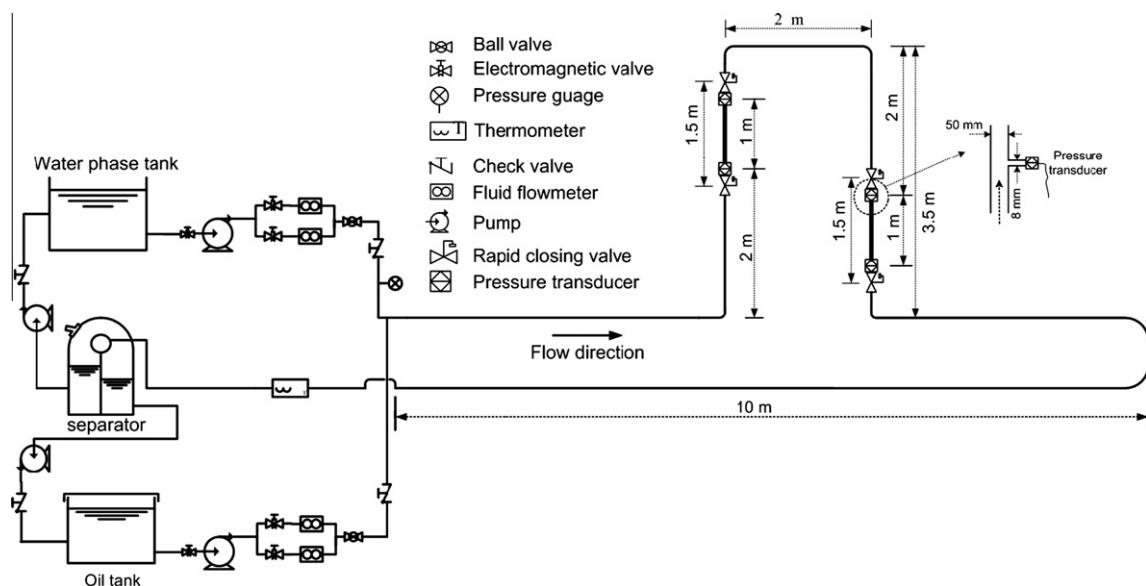 2 m
Ball valve
Electromagnetic valve
Pressure guage
T
Thermometer
Check valve
Fluid flowmeter
Pump
Rapid closing valve
Pressure transducer
Water phase tank
1.5 m
1 m
2 m
2 m
1.5 m
1 m
3.5 m
50 mm
8 mm
Pressure
transducer
Flow direction
separator
T
10 m
Oil tank